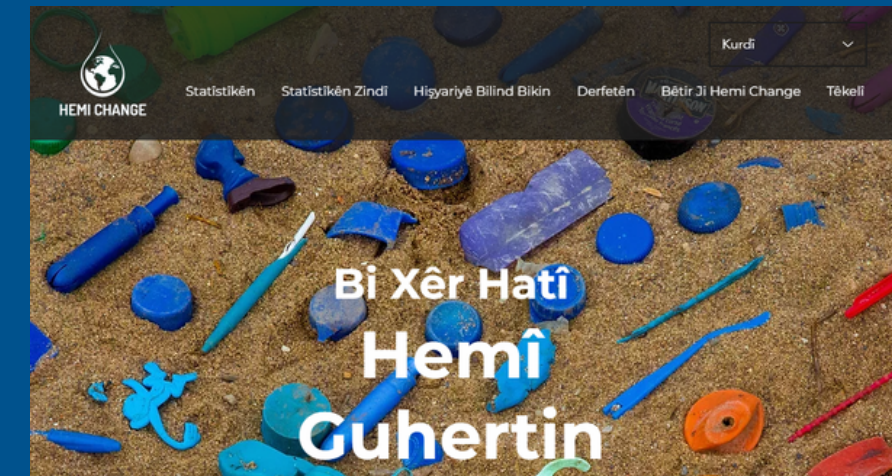 Kurdî
HEMI CHANGE
Statîstîkên
Statîstîkên Zindî
Hişyariyê Bilind Bikin
Derfetên
Bêtir Ji Hemi Change
Têkelî
Bi Xêr Hatî
Hemî
Guhertin